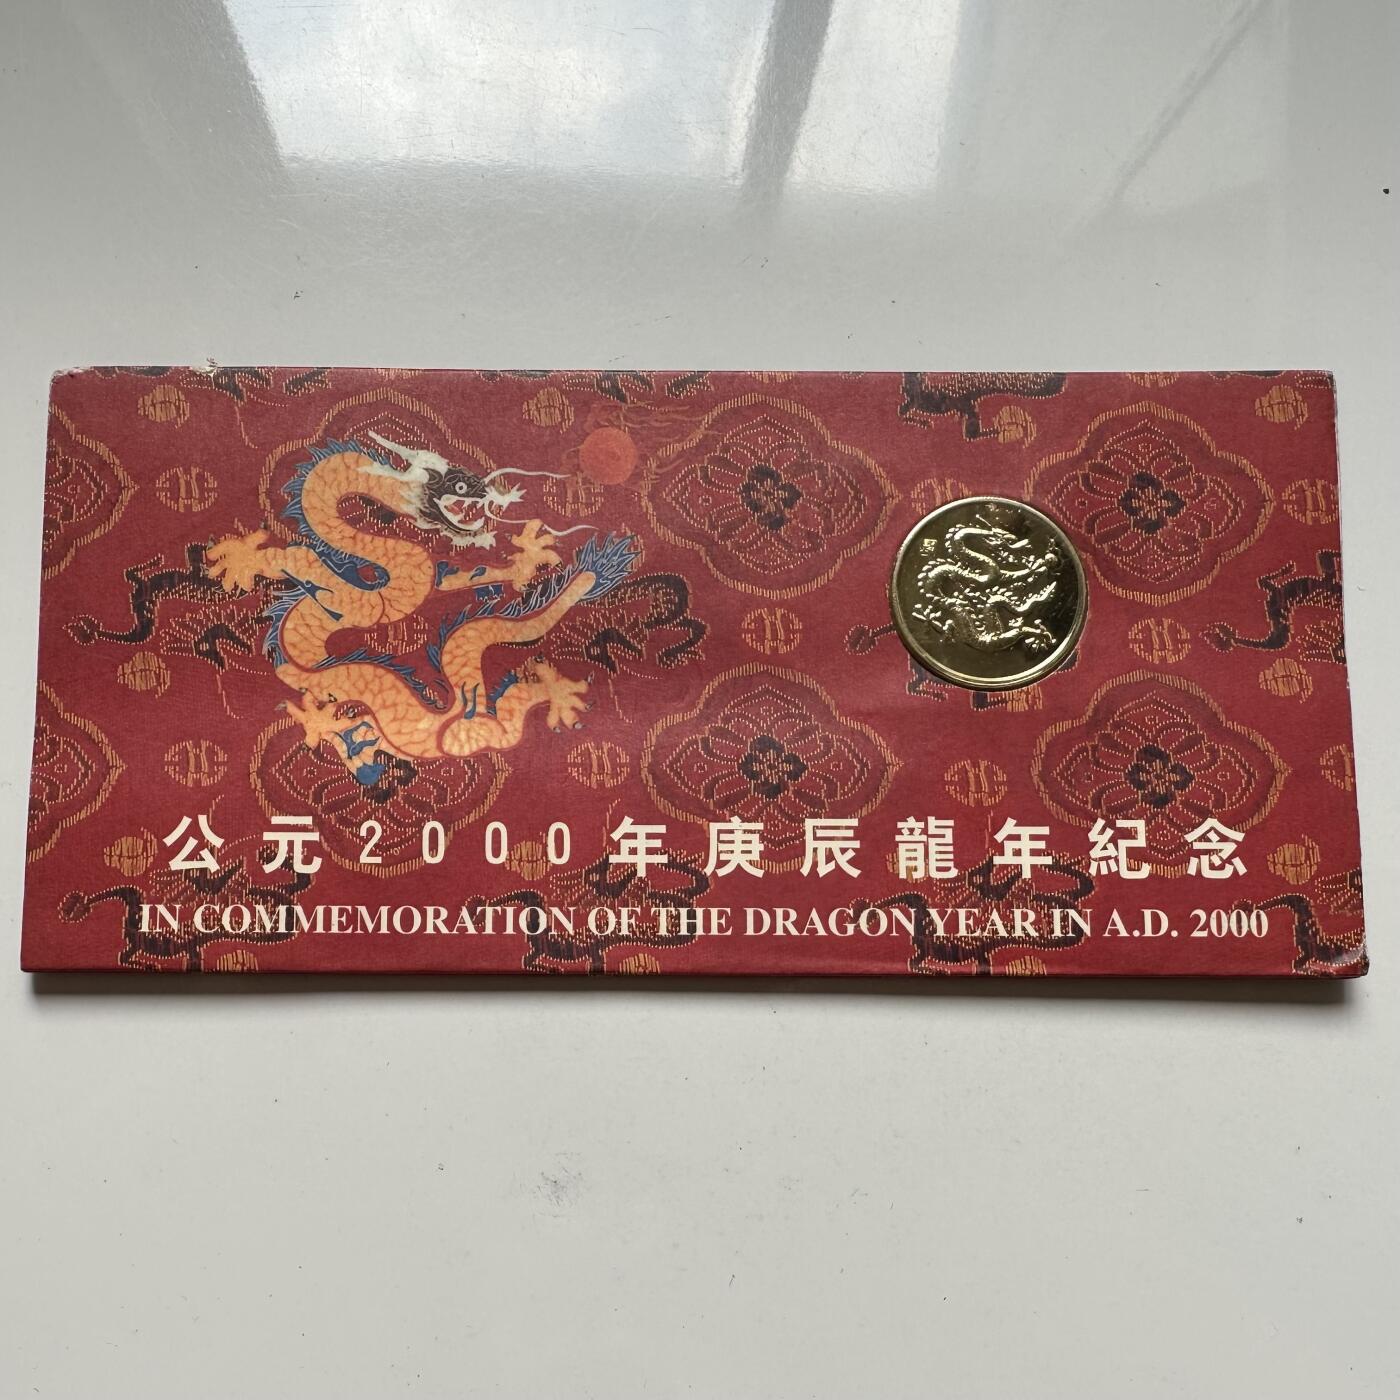 公元2000年庚辰龍年紀念
IN COMMEMORATION OF THE DRAGON YEAR IN A.D. 2000